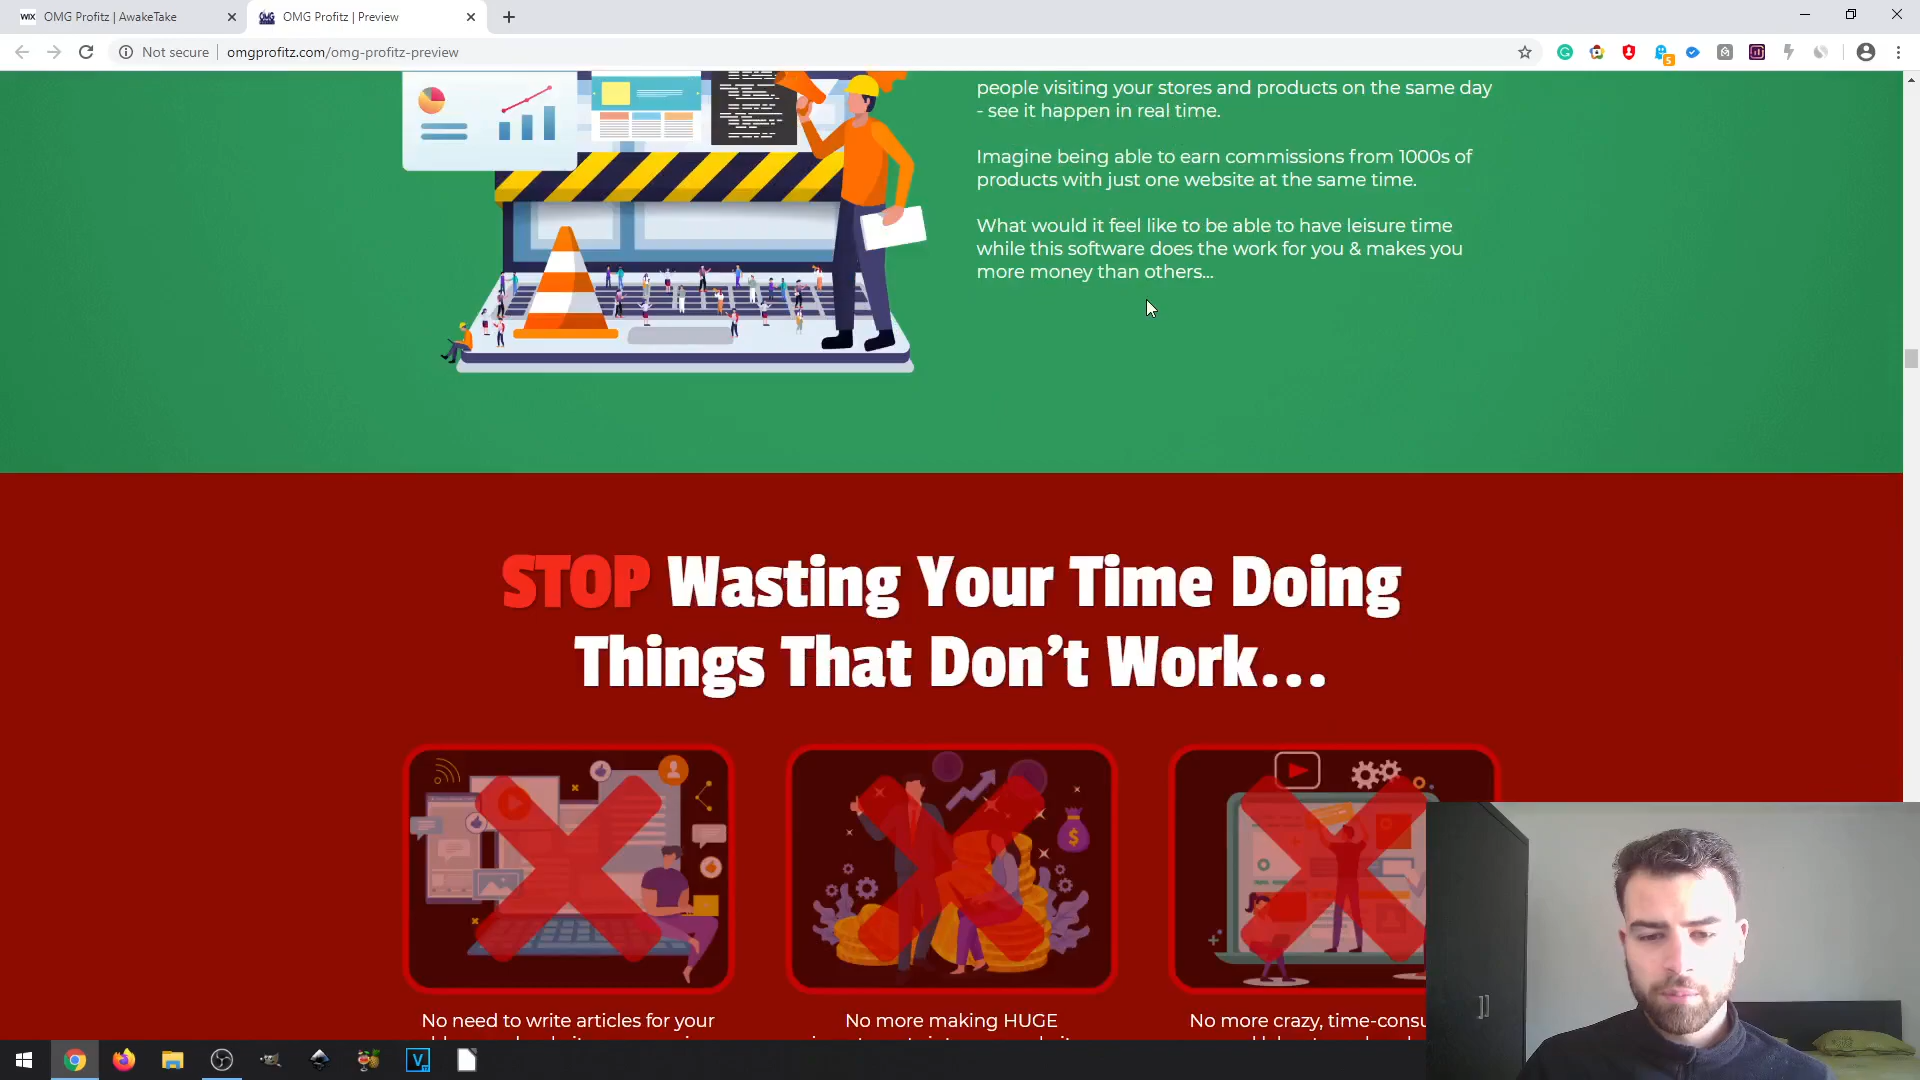 OMG Profitz | AwakeTake
OMG Profitz | Preview
Not secure
omgprofitz.com/omg-profitz-preview
5
people visiting your stores and products on the same day
- see it happen in real time.
Imagine being able to earn commissions from 1000s of
products with just one website at the same time.
What would it feel like to be able to have leisure time
while this software does the work for you & makes you
more money than others...
STOP Wasting Your Time Doing
Things That Don't Work...
No need to write articles for your
No more making HUGE
No more crazy, time-consu